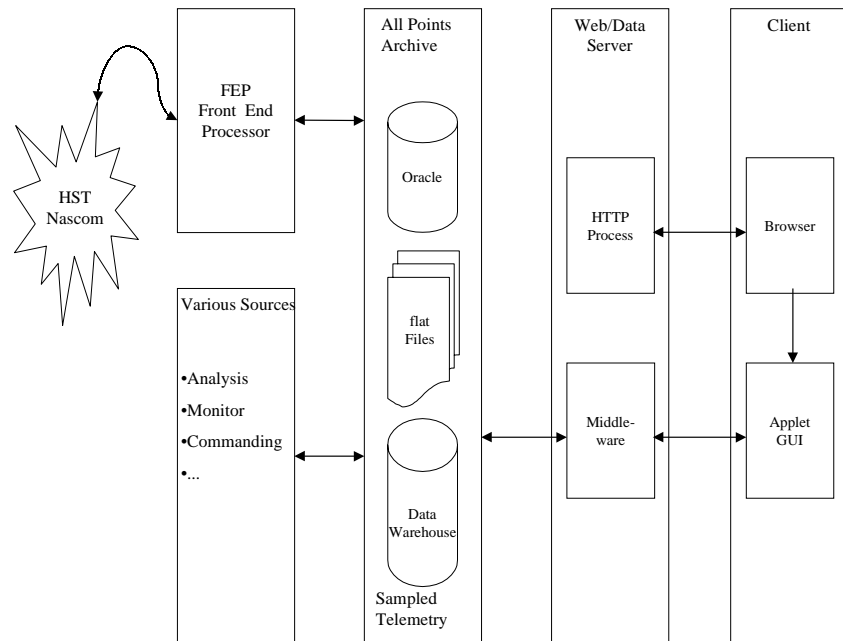 HST
Nascom
FEP
Front End
Processor
Various Sources
•Analysis
•Monitor
•Commanding
•...
All Points
Archive
Oracle
flat
Files
Data
Warehouse
Sampled
Telemetry
Web/Data
Server
HTTP
Process
Middle-
ware
Client
Browser
Applet
GUI